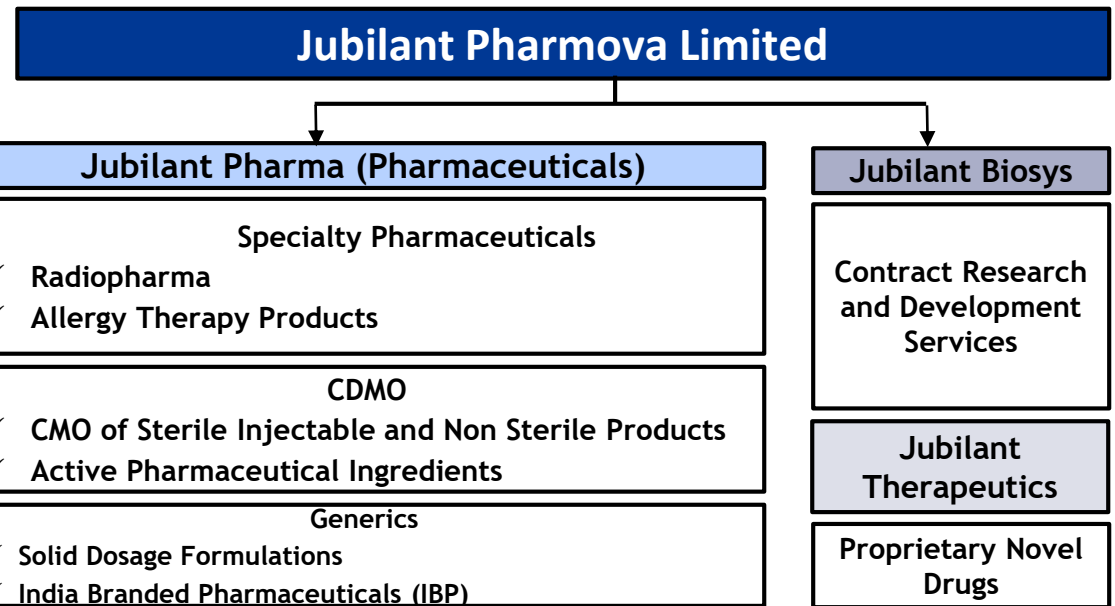 Jubilant Pharmova Limited
Jubilant Pharma (Pharmaceuticals)
Specialty Pharmaceuticals
✓ Radiopharma
✓ Allergy Therapy Products
CDMO
✓ CMO of Sterile Injectable and Non Sterile Products
✓ Active Pharmaceutical Ingredients
Generics
✓ Solid Dosage Formulations
✓ India Branded Pharmaceuticals (IBP)
Jubilant Biosys
Contract Research
and Development
Services
Jubilant
Therapeutics
Proprietary Novel
Drugs